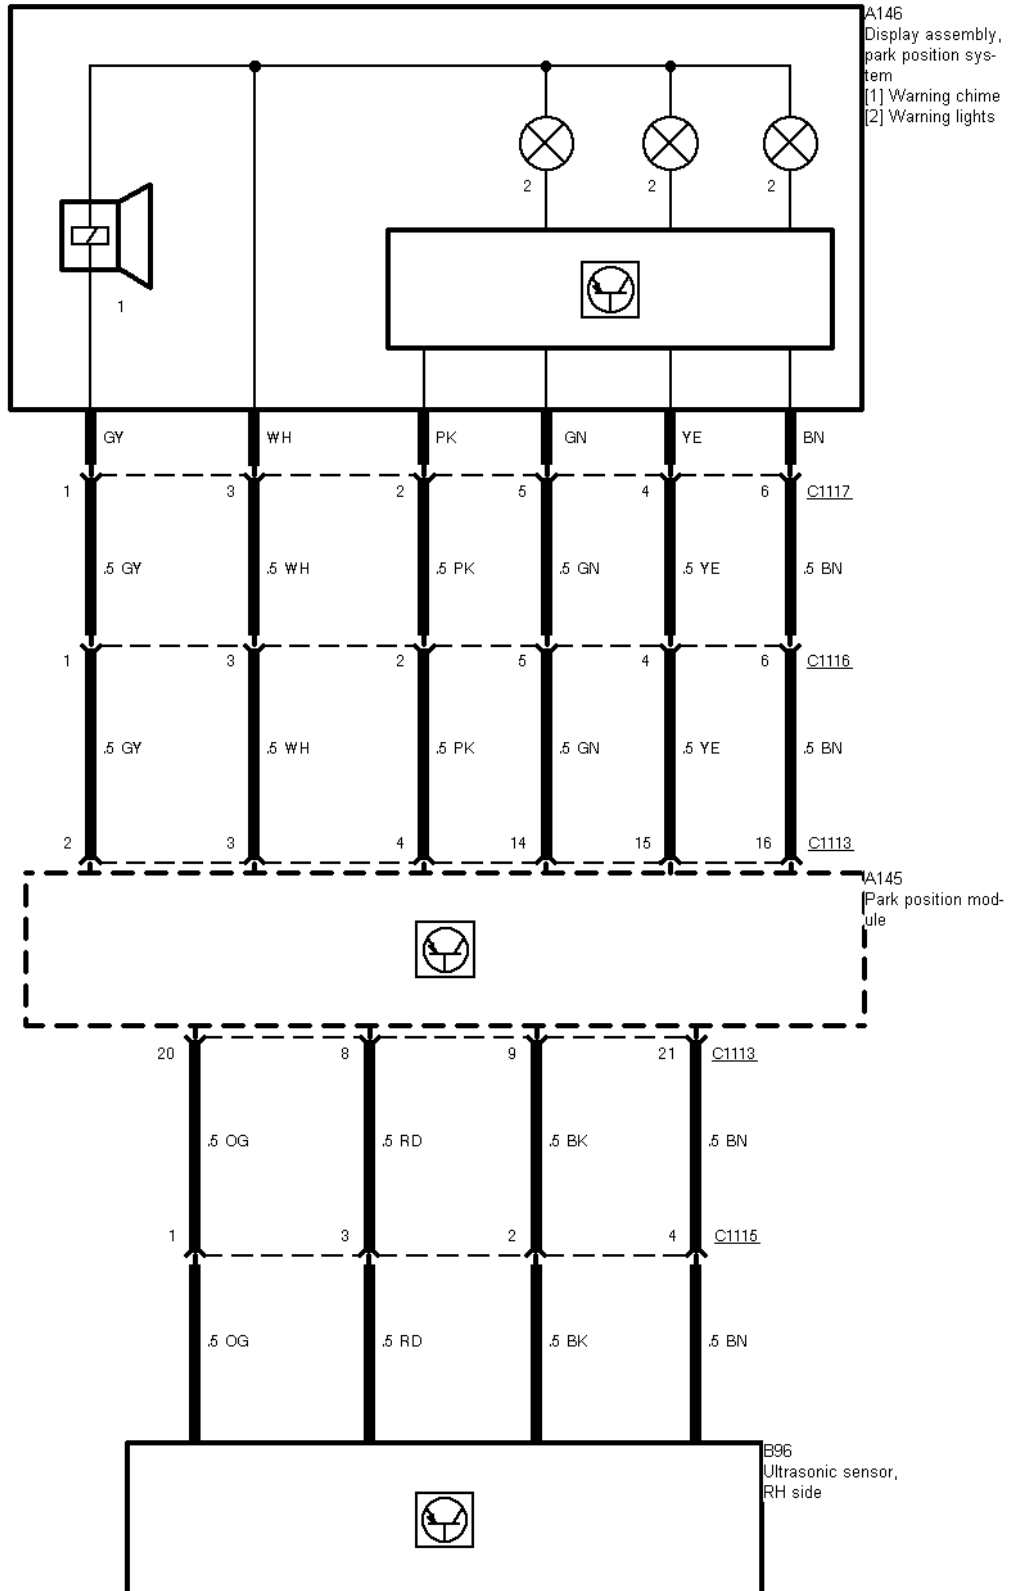 A146
Display assembly,
park position sys-
tem
[1] Warning chime
[2] Warning lights
2 2 2
1
GY WH PK GN YE BN
1 3 2 5 4 6 C1117
.5 GY .5 WH .5 PK .5 GN .5 YE .5 BN
1 3 2 5 4 6 C1116
.5 GY .5 WH .5 PK .5 GN .5 YE .5 BN
2 3 4 14 15 16 C1113
A145
Park position mod-
ule
20 8 9 21 C1113
.5 OG .5 RD .5 BK .5 BN
1 3 2 4 C1115
.5 OG .5 RD .5 BK .5 BN
B96
Ultrasonic sensor,
RH side